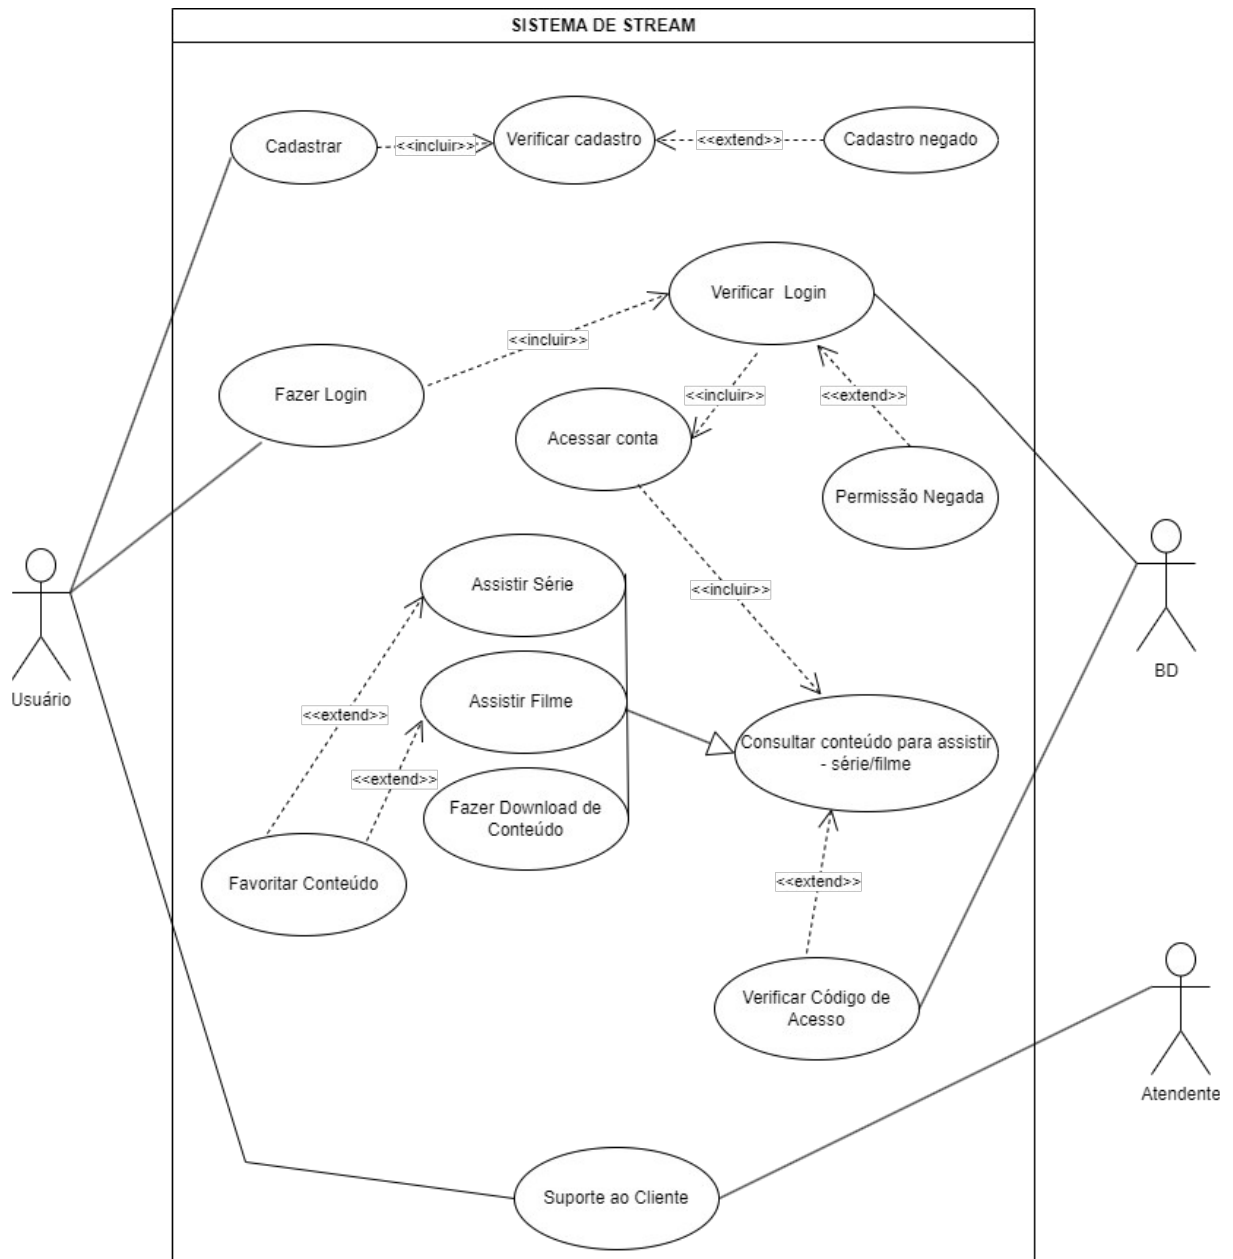 SISTEMA DE STREAM
Cadastrar
<<incluir>>
Verificar cadastro
<<extend>>
Cadastro negado
Verificar Login
<<incluir>>
Fazer Login
<<incluir>>
<<extend>>
Acessar conta
Permissão Negada
Assistir Série
<<incluir>>
Usuário
BD
<<extend>>
Assistir Filme
Consultar conteúdo para assistir
- série/filme
<<extend>>
Fazer Download de
Conteúdo
Favoritar Conteúdo
<<extend>>
Verificar Código de
Acesso
Atendente
Suporte ao Cliente